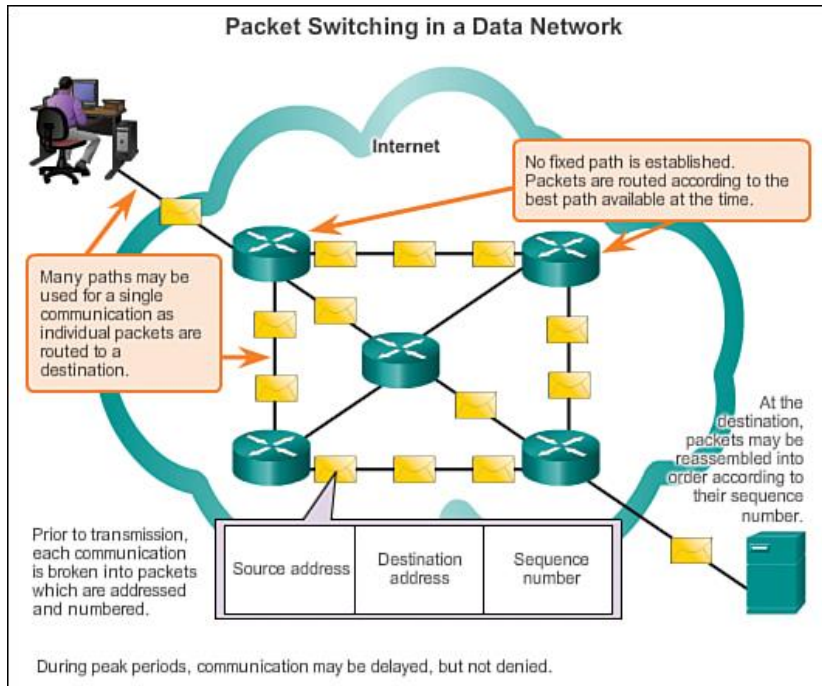 Packet Switching in a Data Network
Internet
No fixed path is established.
Packets are routed according to the
best path available at the time.
Many paths may be
used for a single
communication as
individual packets are
routed to a
destination.
At the
destination,
packets may be
reassembled into
order according to
their sequence
number.
Prior to transmission,
each communication
is broken into packets
which are addressed
and numbered.
Source address
Destination
address
Sequence
number
During peak periods, communication may be delayed, but not denied.